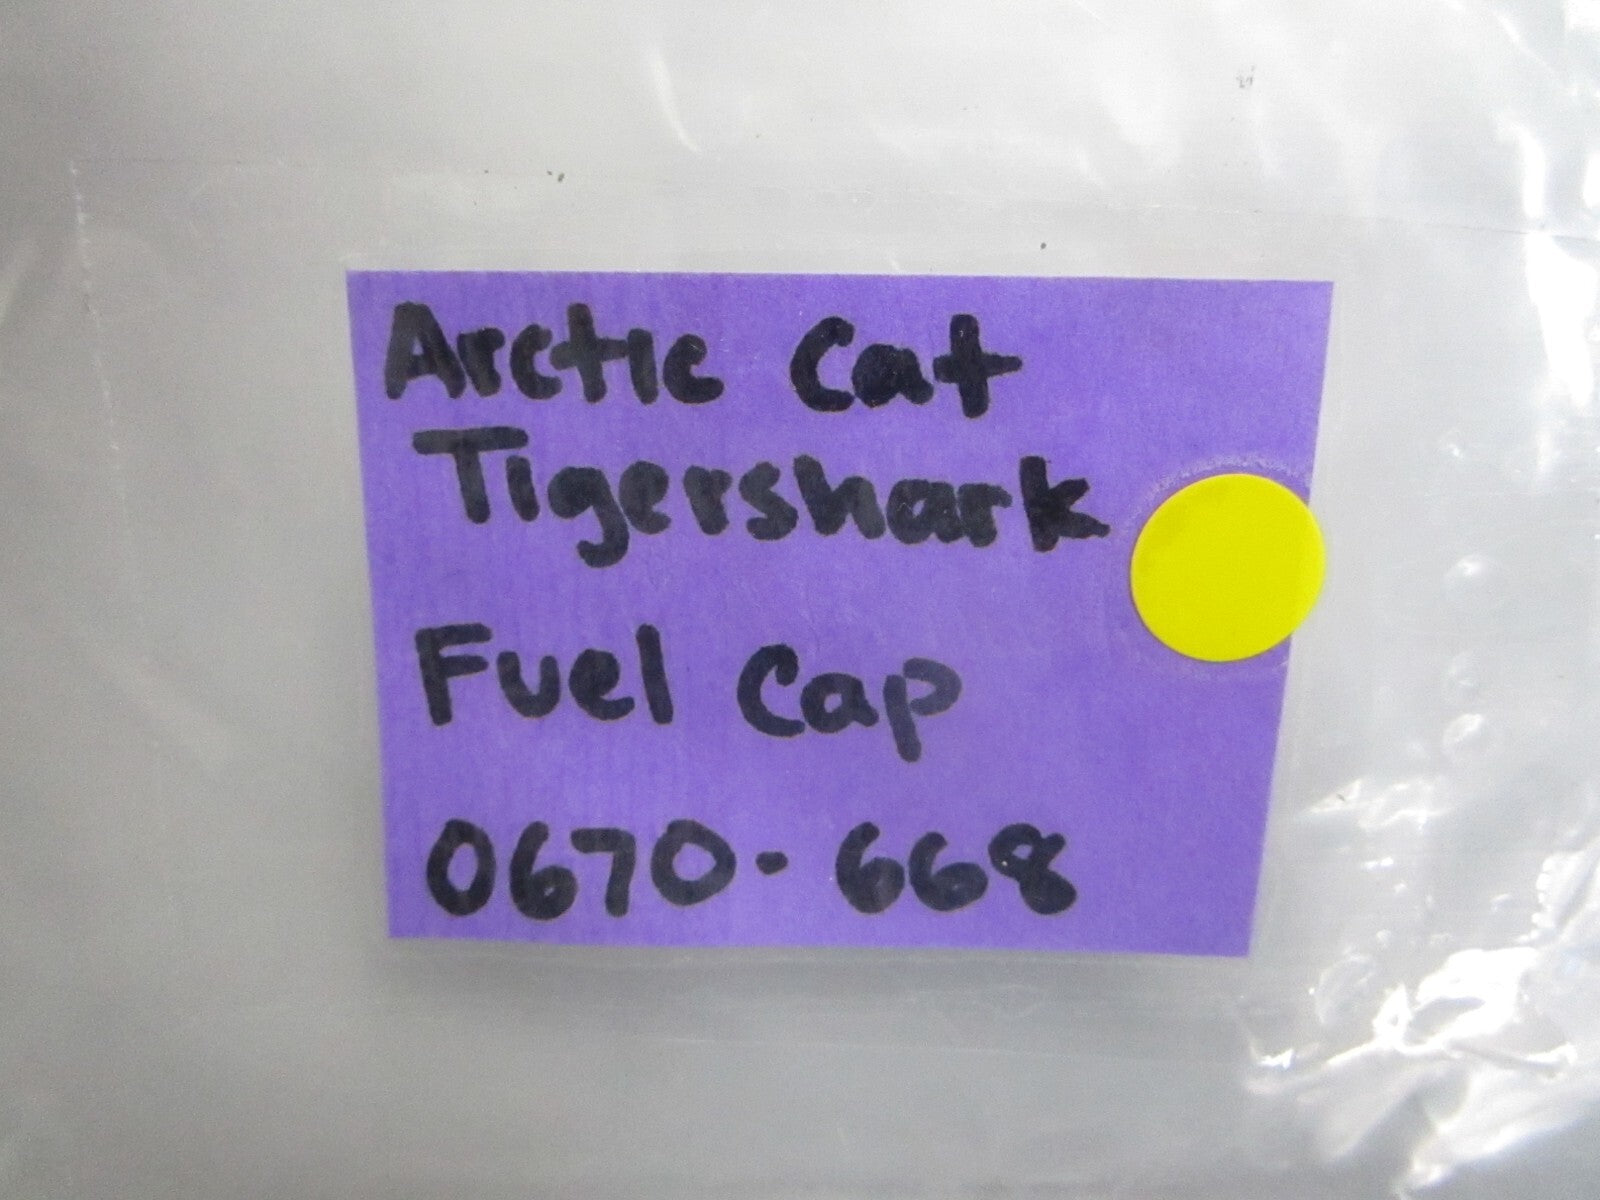 Arctic Cat
Tigershark
Fuel Cap
0670-668